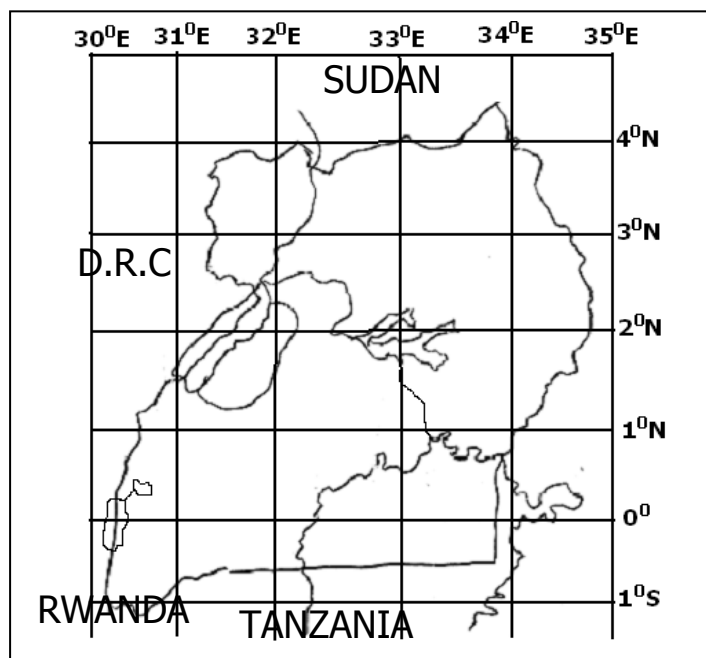 30⁰E 31⁰E 32⁰E 33⁰E 34⁰E 35⁰E
SUDAN
4⁰N
3⁰N
D.R.C
2⁰N
1⁰N
0⁰
1⁰S
RWANDA
TANZANIA